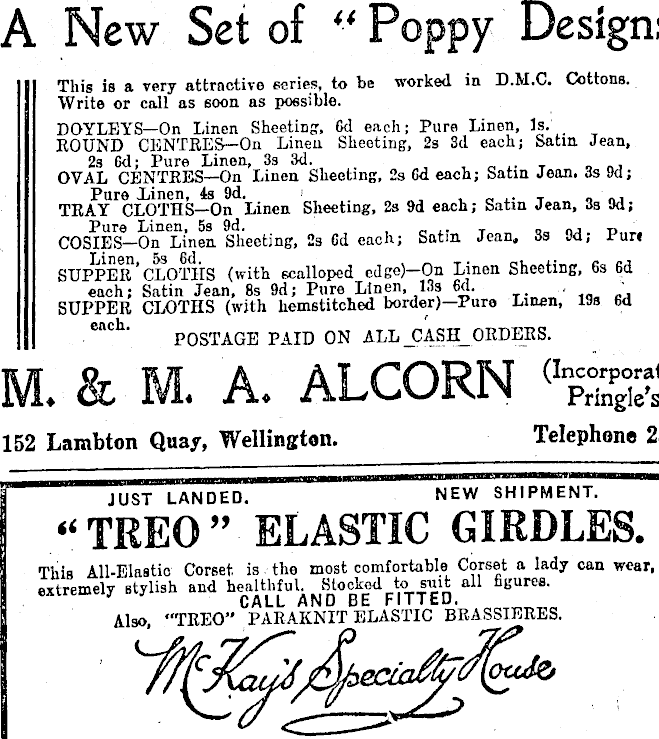 A New Set of "Poppy Design
This is a very attractive series, to be worked in D.M.C. Cottons.
Write or call as soon as possible.
DOYLEYS—On Linen Sheeting, 6d each; Pure Linen, 1s.
ROUND CENTRES—On Linen Sheeting, 2s 3d each; Satin Jean,
2s 6d; Pure Linen, 3s 3d.
OVAL CENTRES—On Linen Sheeting, 2s 6d each; Satin Jean, 3s 9d;
Pure Linen, 4s 9d.
TRAY CLOTHS—On Linen Sheeting, 2s 9d each; Satin Jean, 3s 9d;
Pure Linen, 5s 9d.
COSIES—On Linen Sheeting, 2s 6d each; Satin Jean, 3s 9d; Pure
Linen, 5s 6d.
SUPPER CLOTHS (with scalloped edge)—On Linen Sheeting, 6s 6d
each; Satin Jean, 8s 9d; Pure Linen, 13s 6d.
SUPPER CLOTHS (with hemstitched border)—Pure Linen, 19s 6d
each.
POSTAGE PAID ON ALL CASH ORDERS.
M. & M. A. ALCORN
(Incorporat
Pringle's
152 Lambton Quay, Wellington.
Telephone 2
JUST LANDED. NEW SHIPMENT.
"TREO" ELASTIC GIRDLES.
This All-Elastic Corset is the most comfortable Corset a lady can wear,
extremely stylish and healthful. Stocked to suit all figures.
CALL AND BE FITTED.
Also, "TREO" PARAKNIT ELASTIC BRASSIERES.
McKay's Specialty House